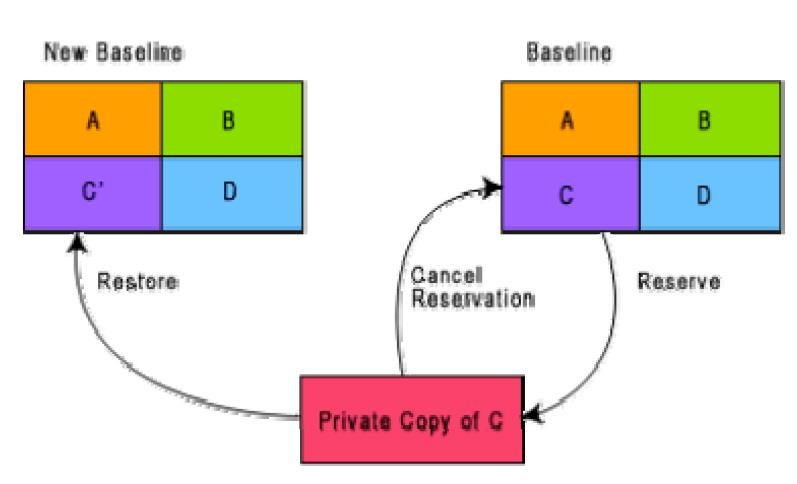 New Baseline
Baseline
A
B
A
B
C'
D
C
D
Restore
Cancel
Reservation
Reserve
Private Copy of C